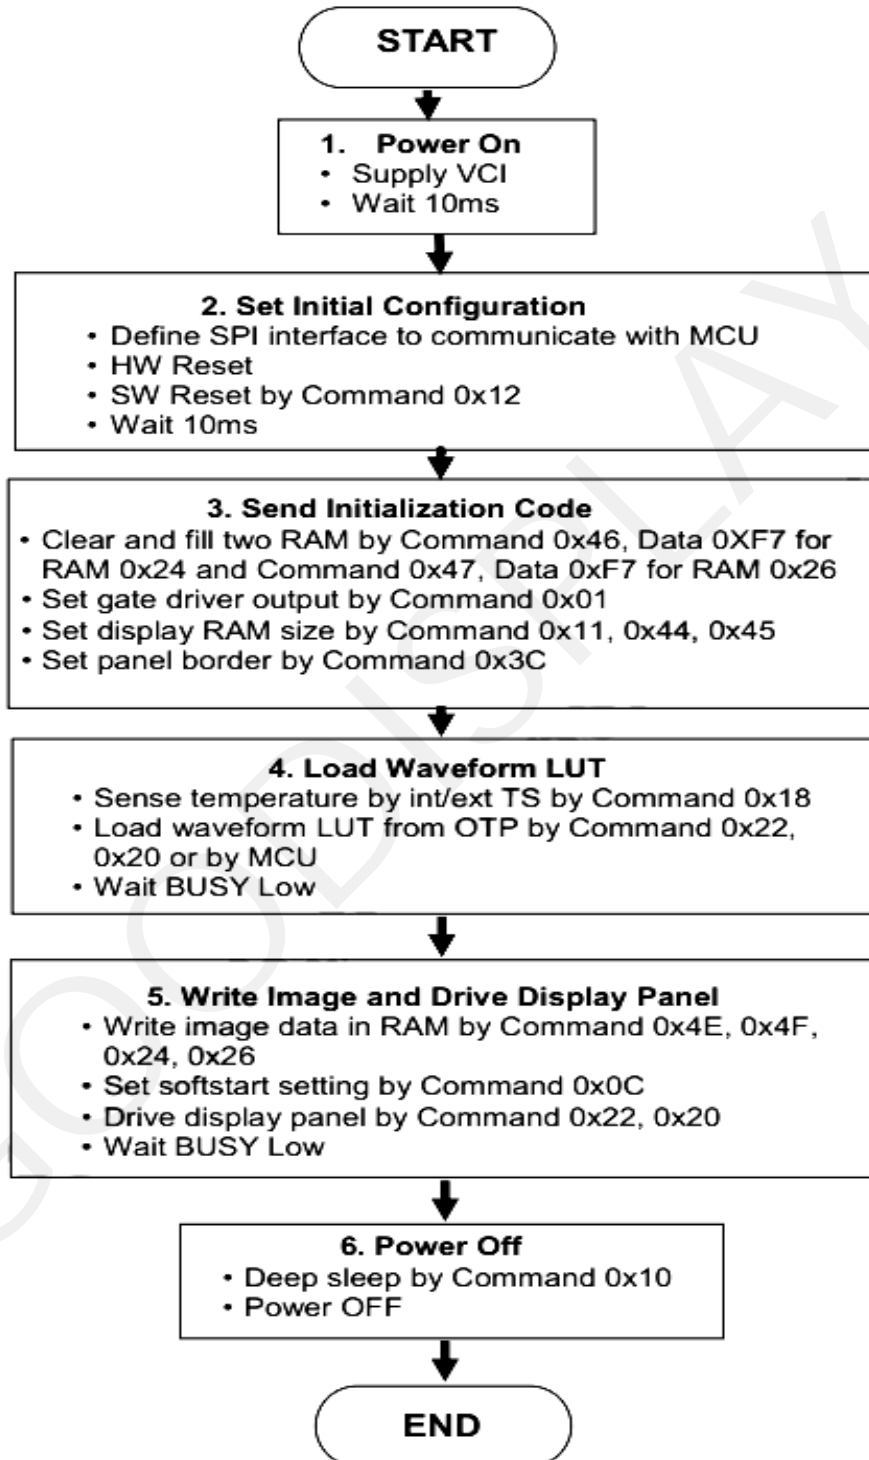 START
1. Power On
• Supply VCI
• Wait 10ms
2. Set Initial Configuration
• Define SPI interface to communicate with MCU
• HW Reset
• SW Reset by Command 0x12
• Wait 10ms
3. Send Initialization Code
• Clear and fill two RAM by Command 0x46, Data 0XF7 for
RAM 0x24 and Command 0x47, Data 0xF7 for RAM 0x26
• Set gate driver output by Command 0x01
• Set display RAM size by Command 0x11, 0x44, 0x45
• Set panel border by Command 0x3C
4. Load Waveform LUT
• Sense temperature by int/ext TS by Command 0x18
• Load waveform LUT from OTP by Command 0x22,
0x20 or by MCU
• Wait BUSY Low
5. Write Image and Drive Display Panel
• Write image data in RAM by Command 0x4E, 0x4F,
0x24, 0x26
• Set softstart setting by Command 0x0C
• Drive display panel by Command 0x22, 0x20
• Wait BUSY Low
6. Power Off
• Deep sleep by Command 0x10
• Power OFF
END
GOODISPLAY